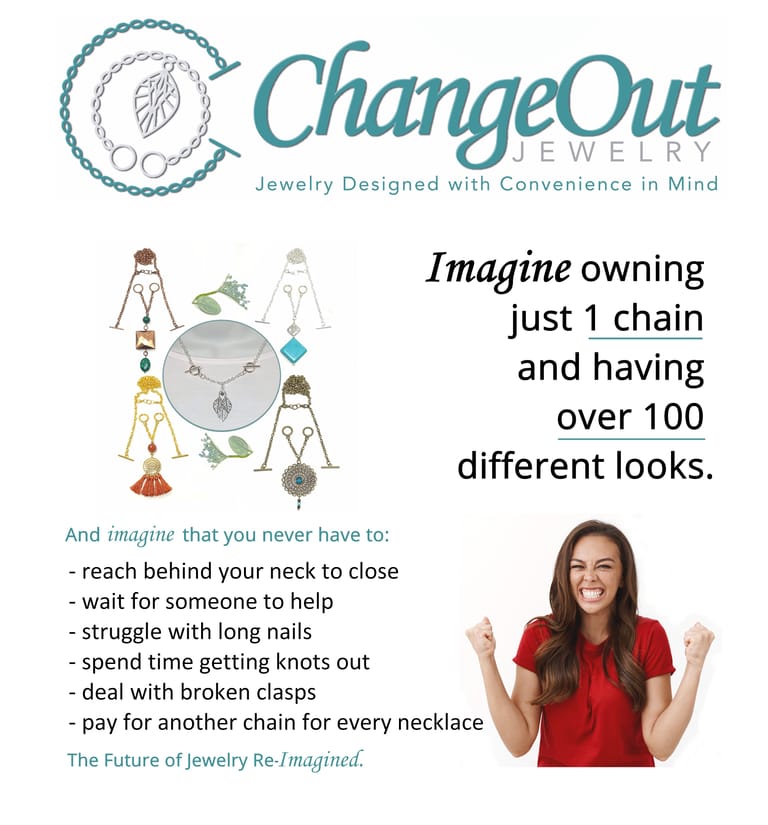 ChangeOut
JEWELRY
Jewelry Designed with Convenience in Mind
Imagine owning
just 1 chain
and having
over 100
different looks.
And imagine that you never have to:
- reach behind your neck to close
- wait for someone to help
- struggle with long nails
- spend time getting knots out
- deal with broken clasps
- pay for another chain for every necklace
The Future of Jewelry Re-Imagined.